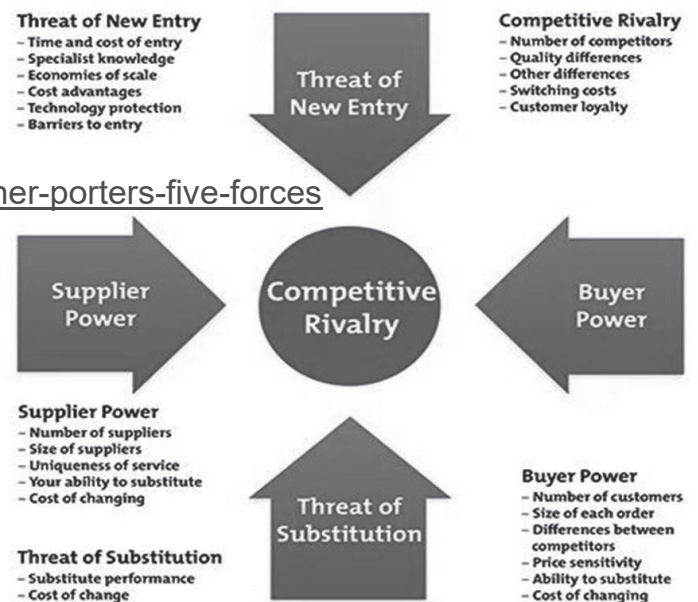 Threat of New Entry
– Time and cost of entry
– Specialist knowledge
– Economies of scale
– Cost advantages
– Technology protection
– Barriers to entry
Threat of
New Entry
Competitive Rivalry
– Number of competitors
– Quality differences
– Other differences
– Switching costs
– Customer loyalty
ner-porters-five-forces
Supplier
Power
Competitive
Rivalry
Buyer
Power
Supplier Power
– Number of suppliers
– Size of suppliers
– Uniqueness of service
– Your ability to substitute
– Cost of changing
Threat of Substitution
– Substitute performance
– Cost of change
Threat of
Substitution
Buyer Power
– Number of customers
– Size of each order
– Differences between
competitors
– Price sensitivity
– Ability to substitute
– Cost of changing